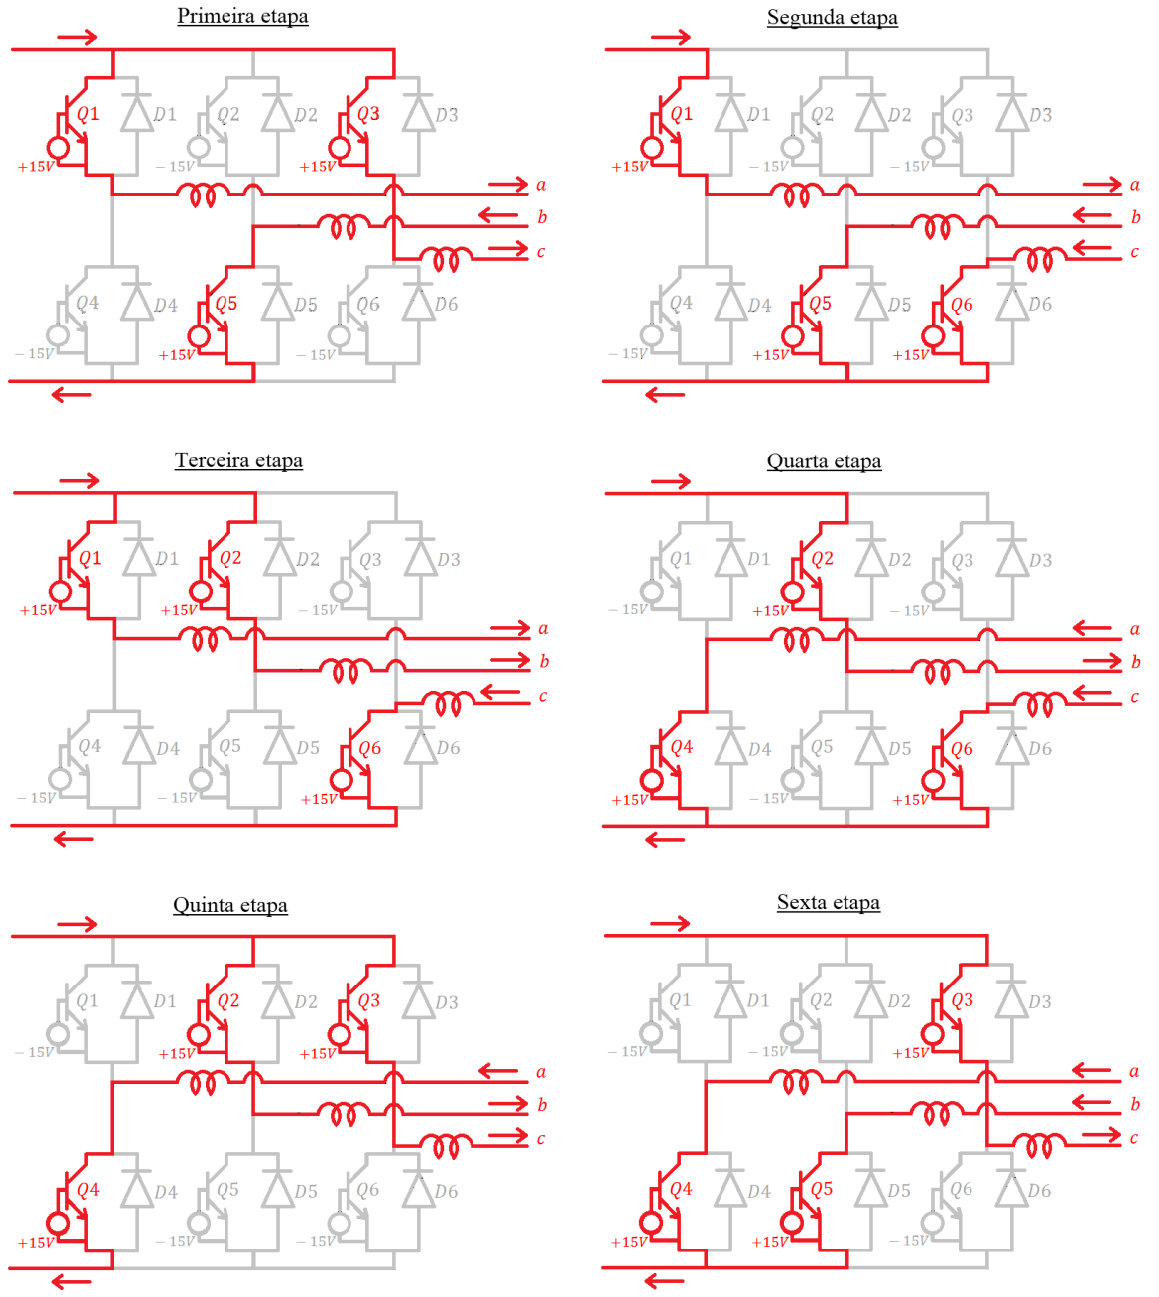 Primeira etapa
Q1 D1 Q2 D2 Q3 D3
+15V −15V +15V
a
b
c
Q4 D4 Q5 D5 Q6 D6
−15V +15V −15V
Segunda etapa
Q1 D1 Q2 D2 Q3 D3
+15V −15V −15V
a
b
c
Q4 D4 Q5 D5 Q6 D6
−15V +15V +15V
Terceira etapa
Q1 D1 Q2 D2 Q3 D3
+15V +15V −15V
a
b
c
Q4 D4 Q5 D5 Q6 D6
−15V −15V +15V
Quarta etapa
Q1 D1 Q2 D2 Q3 D3
−15V +15V −15V
a
b
c
Q4 D4 Q5 D5 Q6 D6
+15V −15V +15V
Quinta etapa
Q1 D1 Q2 D2 Q3 D3
−15V +15V +15V
a
b
c
Q4 D4 Q5 D5 Q6 D6
+15V −15V −15V
Sexta etapa
Q1 D1 Q2 D2 Q3 D3
−15V −15V +15V
a
b
c
Q4 D4 Q5 D5 Q6 D6
+15V +15V −15V